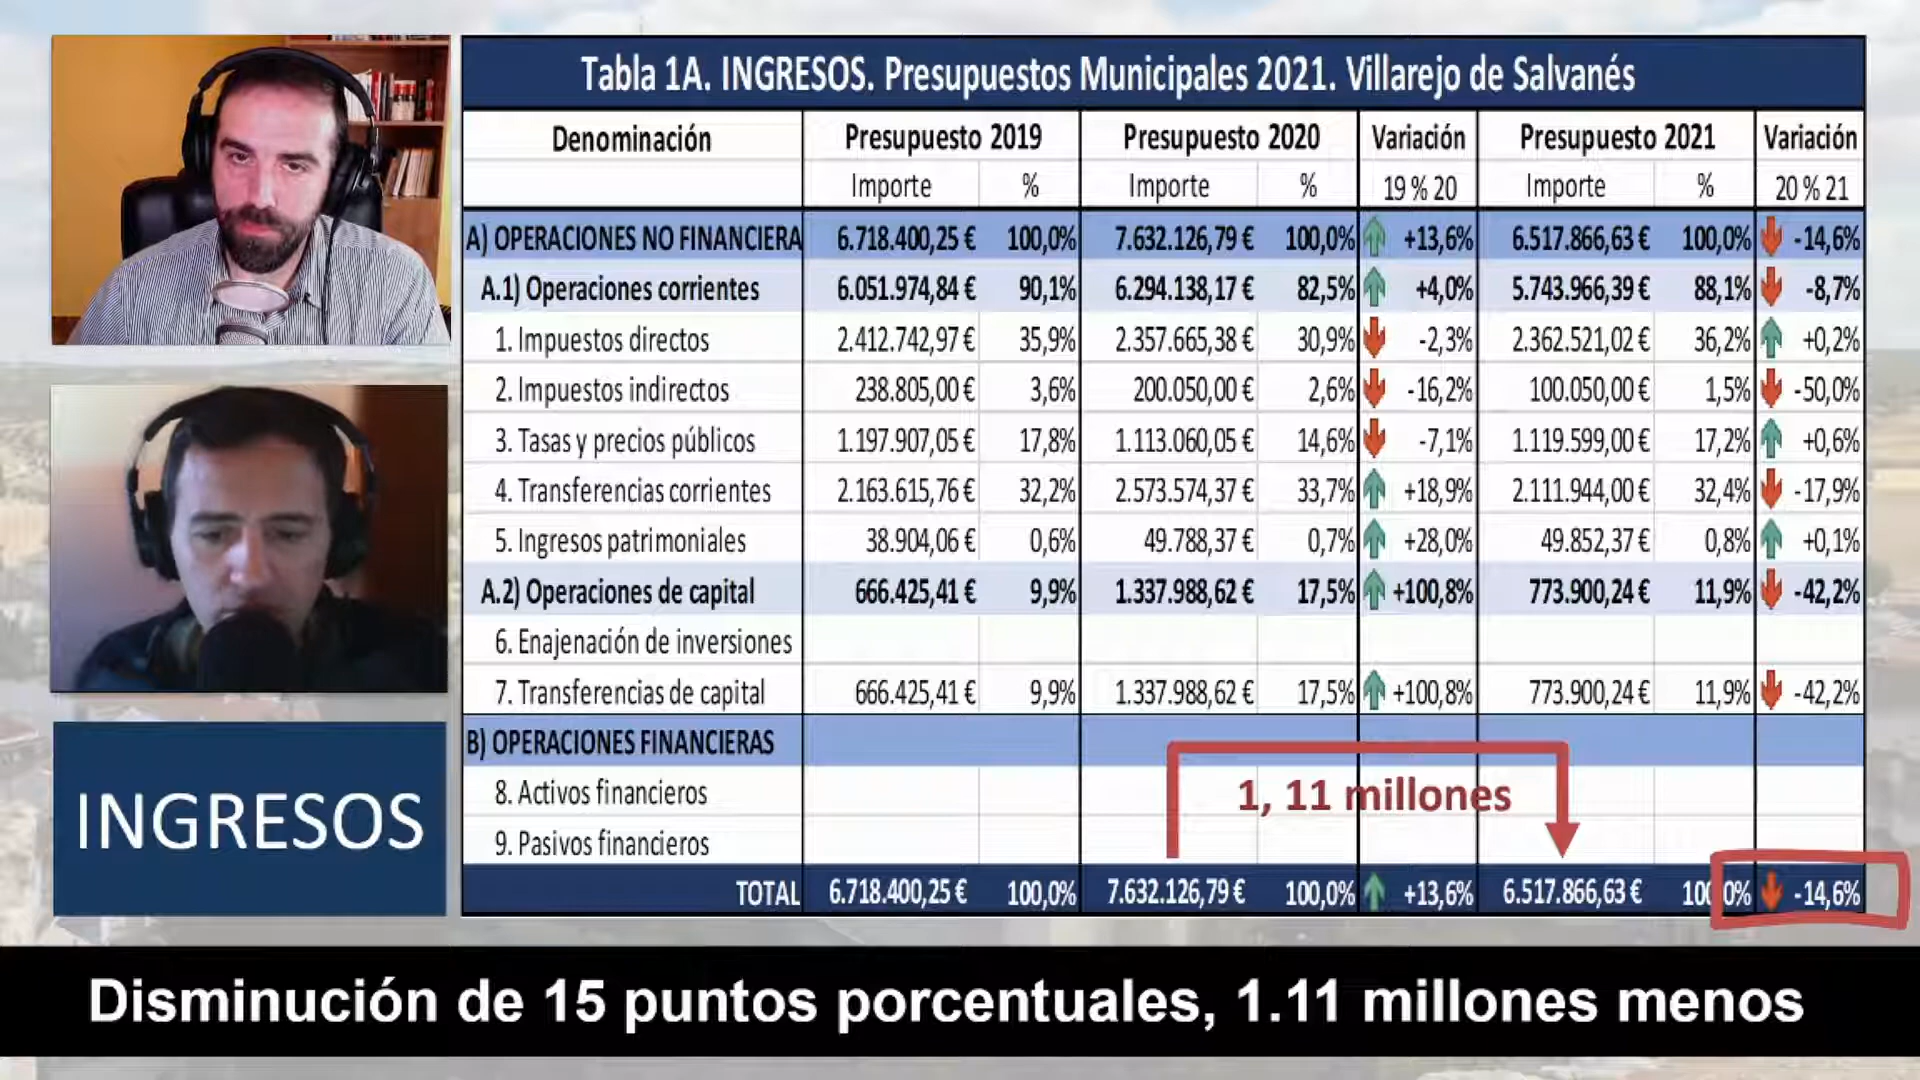 Tabla 1A. INGRESOS. Presupuestos Municipales 2021. Villarejo de Salvanés
Denominación Presupuesto 2019 Presupuesto 2020 Variación Presupuesto 2021 Variación
Importe % Importe % 19 % 20 Importe % 20 % 21
A) OPERACIONES NO FINANCIERA 6.718.400,25 € 100,0% 7.632.126,79 € 100,0% +13,6% 6.517.866,63 € 100,0% -14,6%
A.1) Operaciones corrientes 6.051.974,84 € 90,1% 6.294.138,17 € 82,5% +4,0% 5.743.966,39 € 88,1% -8,7%
1. Impuestos directos 2.412.742,97 € 35,9% 2.357.665,38 € 30,9% -2,3% 2.362.521,02 € 36,2% +0,2%
2. Impuestos indirectos 238.805,00 € 3,6% 200.050,00 € 2,6% -16,2% 100.050,00 € 1,5% -50,0%
3. Tasas y precios públicos 1.197.907,05 € 17,8% 1.113.060,05 € 14,6% -7,1% 1.119.599,00 € 17,2% +0,6%
4. Transferencias corrientes 2.163.615,76 € 32,2% 2.573.574,37 € 33,7% +18,9% 2.111.944,00 € 32,4% -17,9%
5. Ingresos patrimoniales 38.904,06 € 0,6% 49.788,37 € 0,7% +28,0% 49.852,37 € 0,8% +0,1%
A.2) Operaciones de capital 666.425,41 € 9,9% 1.337.988,62 € 17,5% +100,8% 773.900,24 € 11,9% -42,2%
6. Enajenación de inversiones
7. Transferencias de capital 666.425,41 € 9,9% 1.337.988,62 € 17,5% +100,8% 773.900,24 € 11,9% -42,2%
B) OPERACIONES FINANCIERAS
8. Activos financieros
1, 11 millones
9. Pasivos financieros
TOTAL 6.718.400,25 € 100,0% 7.632.126,79 € 100,0% +13,6% 6.517.866,63 € 100,0% -14,6%
INGRESOS
Disminución de 15 puntos porcentuales, 1.11 millones menos